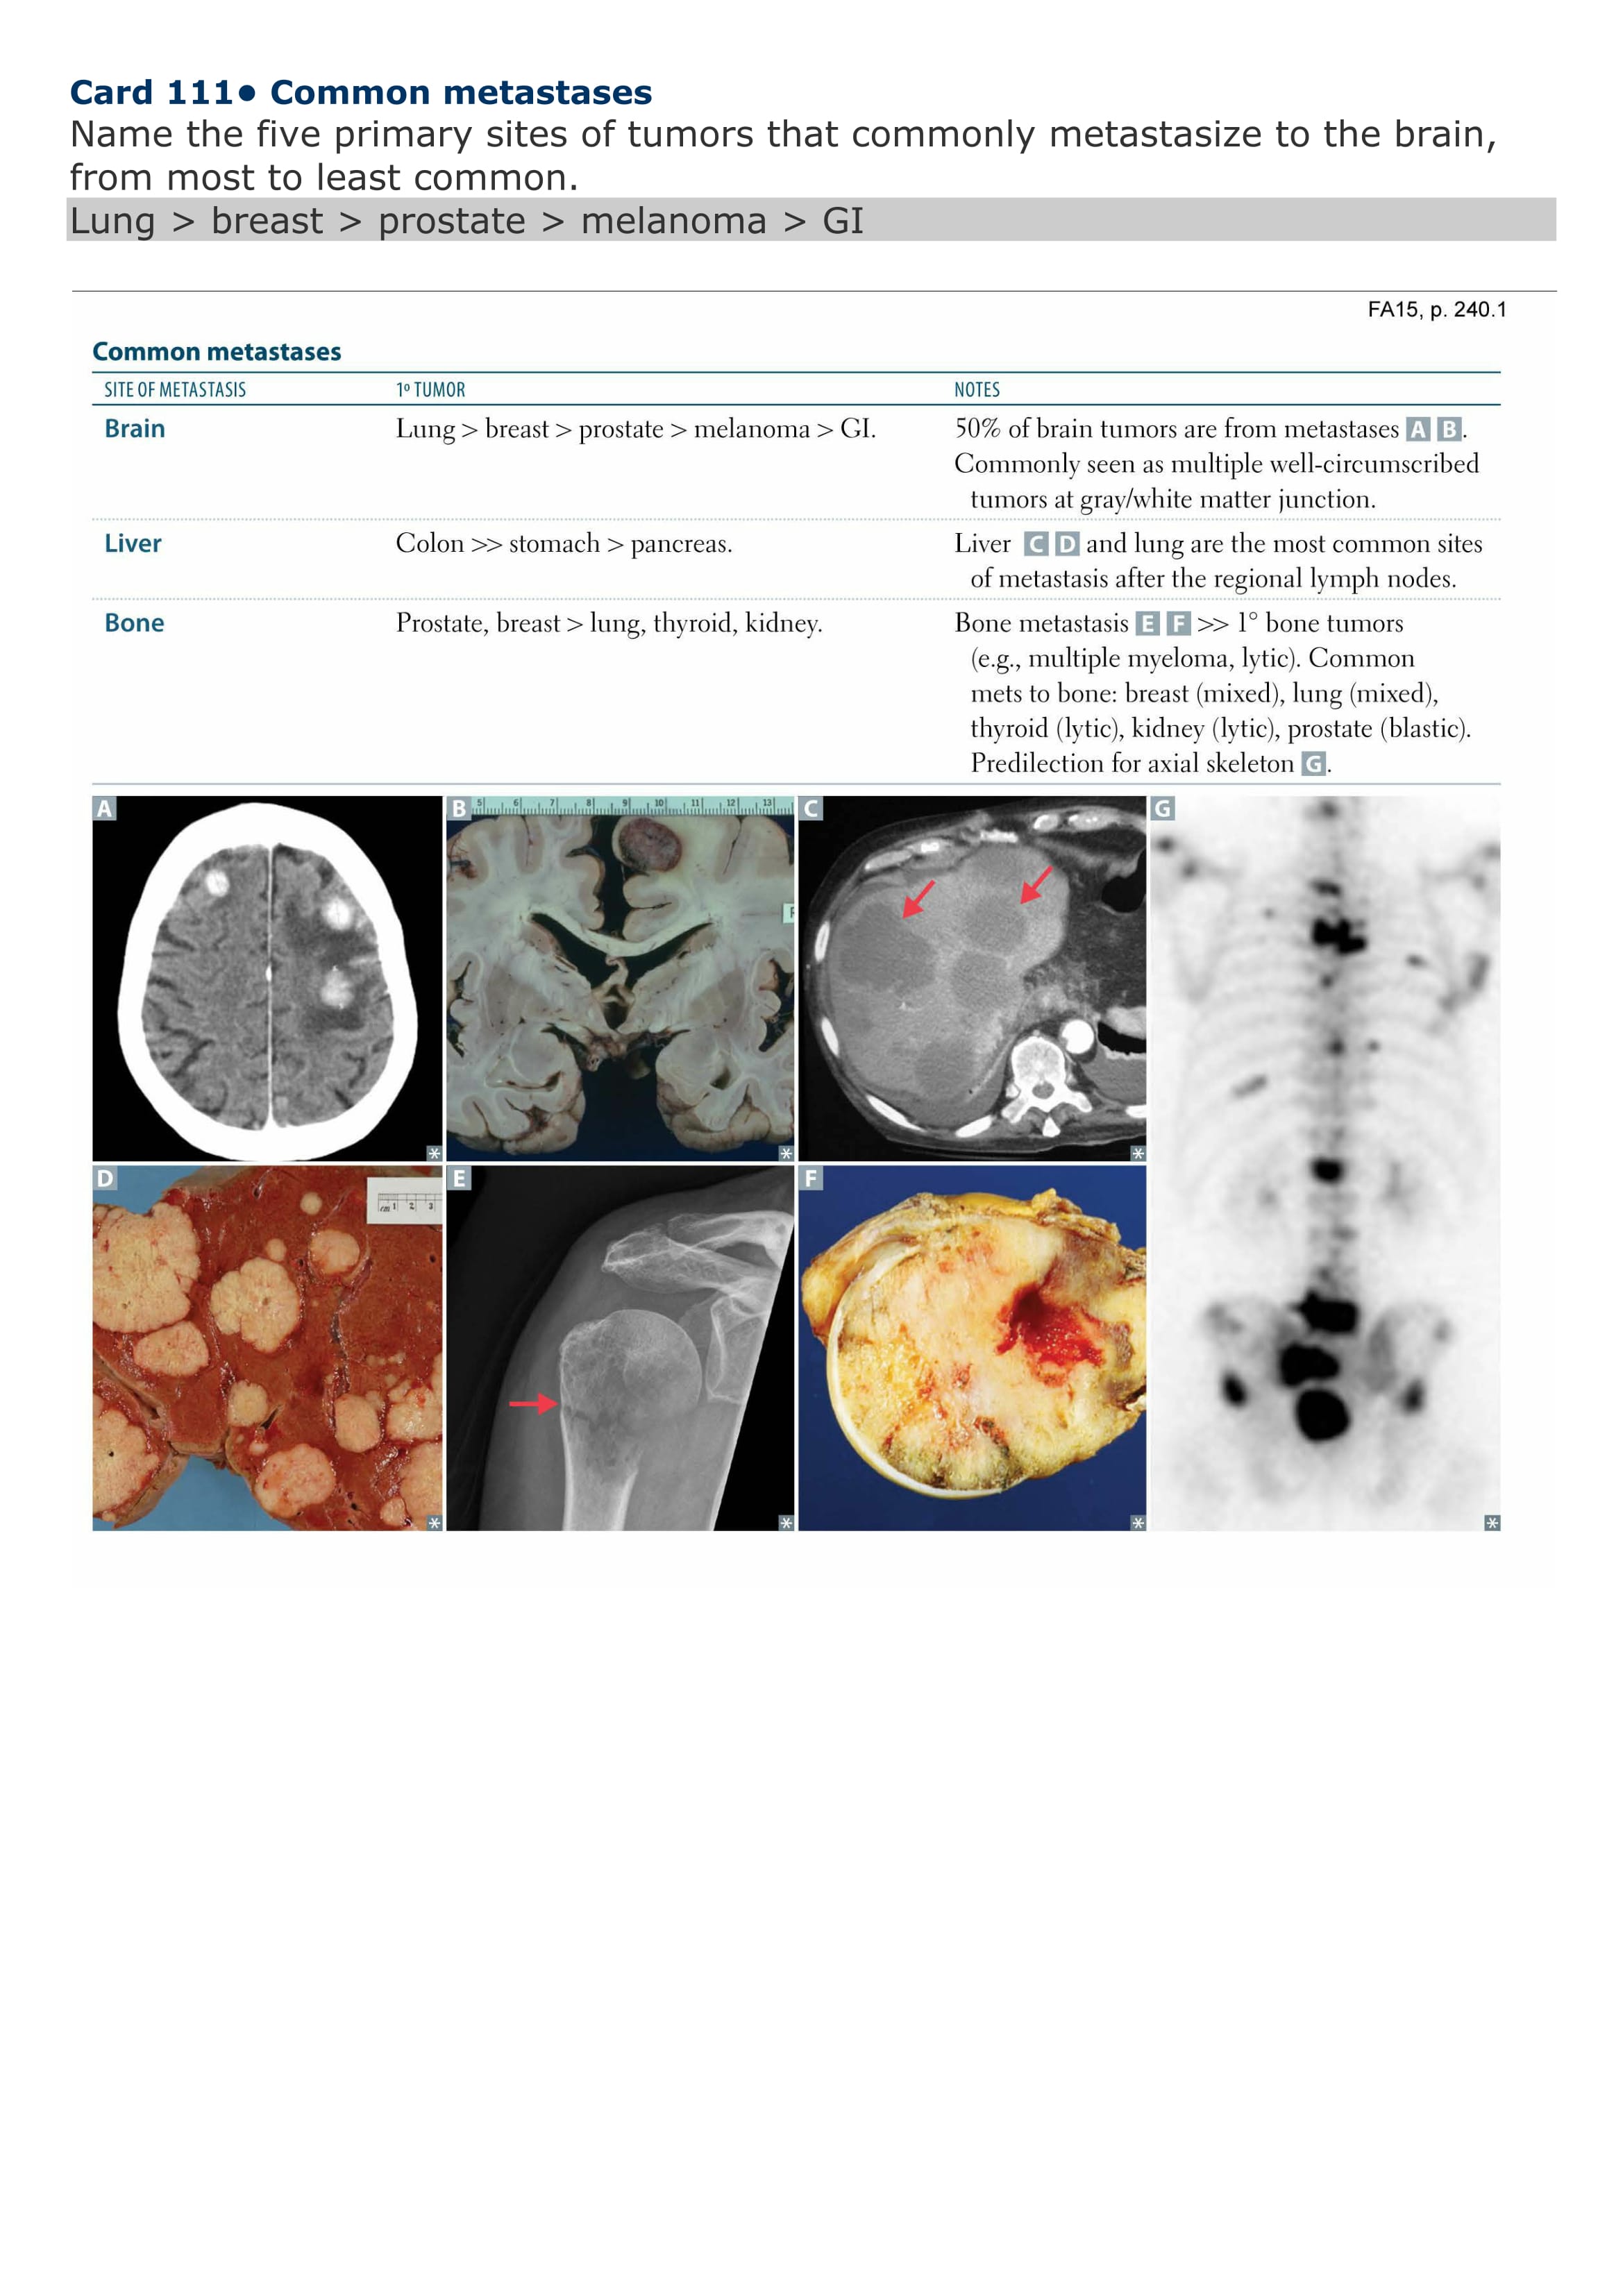 Card 111• Common metastases
Name the five primary sites of tumors that commonly metastasize to the brain,
from most to least common.
Lung > breast > prostate > melanoma > GI
FA15, p. 240.1
Common metastases
SITE OF METASTASIS 1º TUMOR NOTES
Brain Lung > breast > prostate > melanoma > GI. 50% of brain tumors are from metastases A B.
Commonly seen as multiple well-circumscribed
tumors at gray/white matter junction.
Liver Colon >> stomach > pancreas. Liver C D and lung are the most common sites
of metastasis after the regional lymph nodes.
Bone Prostate, breast > lung, thyroid, kidney. Bone metastasis E F >> 1° bone tumors
(e.g., multiple myeloma, lytic). Common
mets to bone: breast (mixed), lung (mixed),
thyroid (lytic), kidney (lytic), prostate (blastic).
Predilection for axial skeleton G.
A B C G
5 6 7 8 9 10 11 12 13
D E F
cm 1 2 3